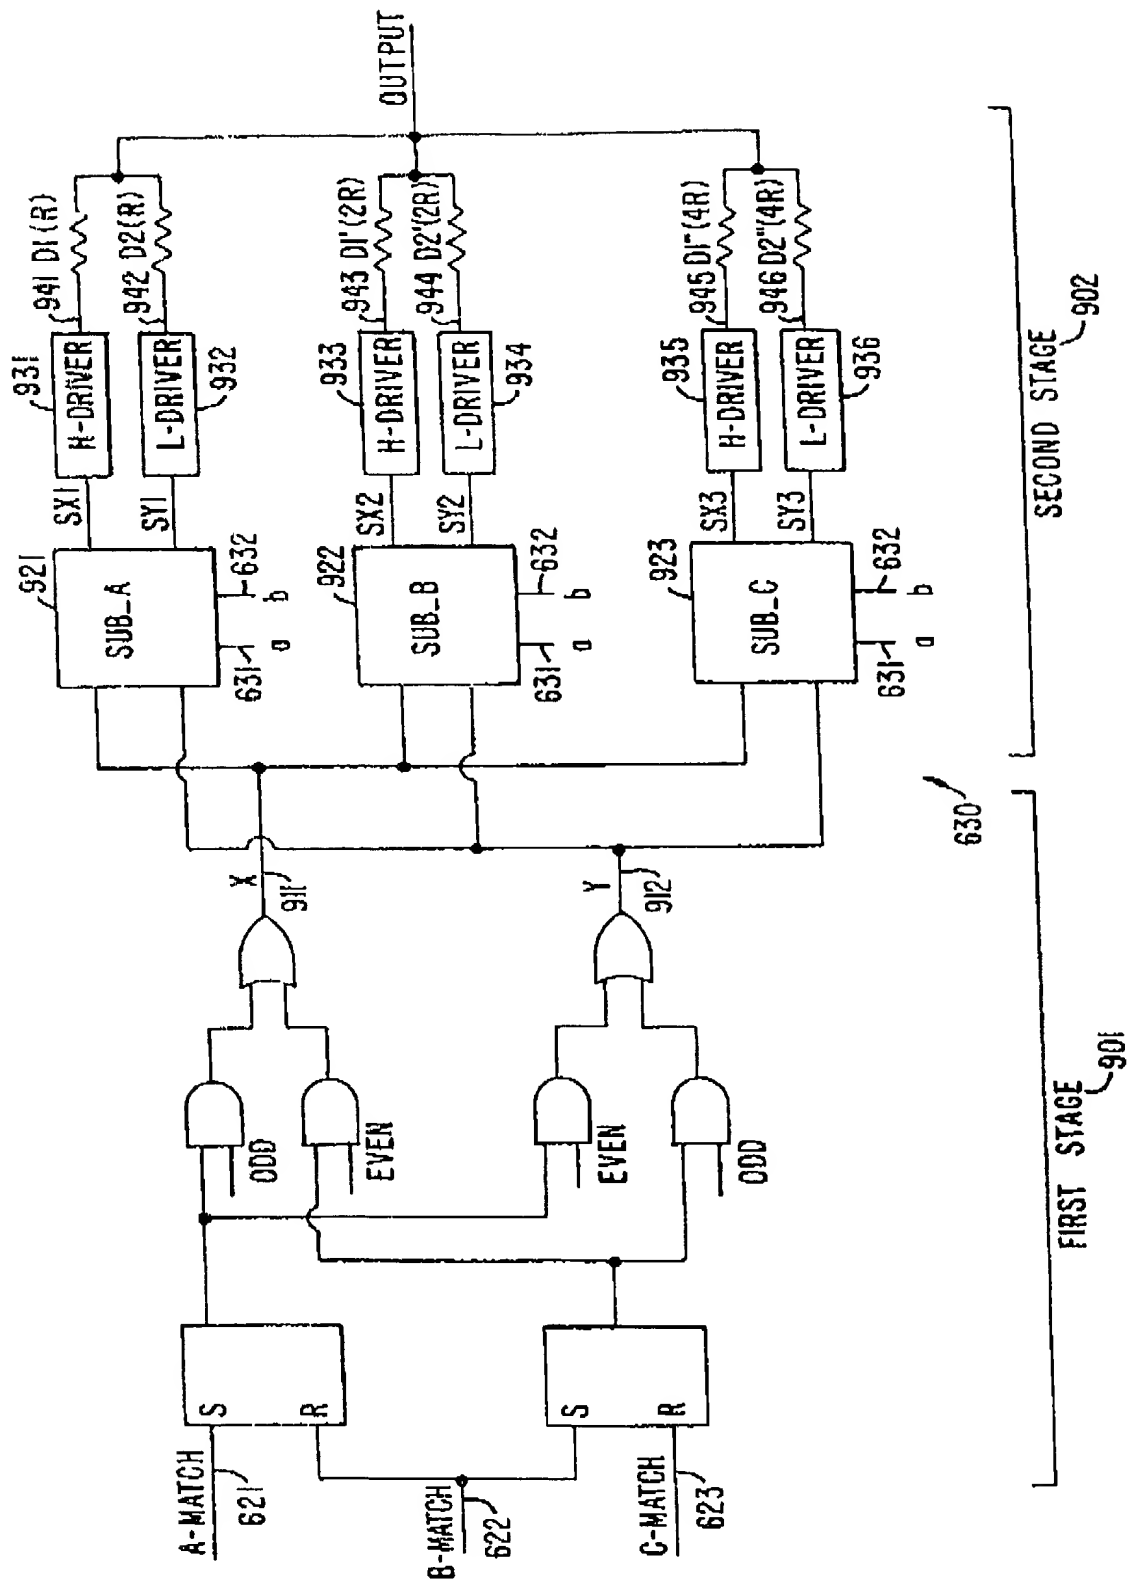 A-MATCH
621
B-MATCH
622
C-MATCH
623
S
R
S
R
ODD
EVEN
EVEN
ODD
X
911
Y
912
FIRST STAGE
901
630
921
SUB_A
631
632
a
b
922
SUB_B
631
632
a
b
923
SUB_C
631
632
a
b
SX1
SY1
SX2
SY2
SX3
SY3
931
H-DRIVER
L-DRIVER
932
933
H-DRIVER
L-DRIVER
934
935
H-DRIVER
L-DRIVER
936
941 D1(R)
942 D2(R)
943 D1'(2R)
944 D2'(2R)
945 D1"(4R)
946 D2"(4R)
OUTPUT
SECOND STAGE
902